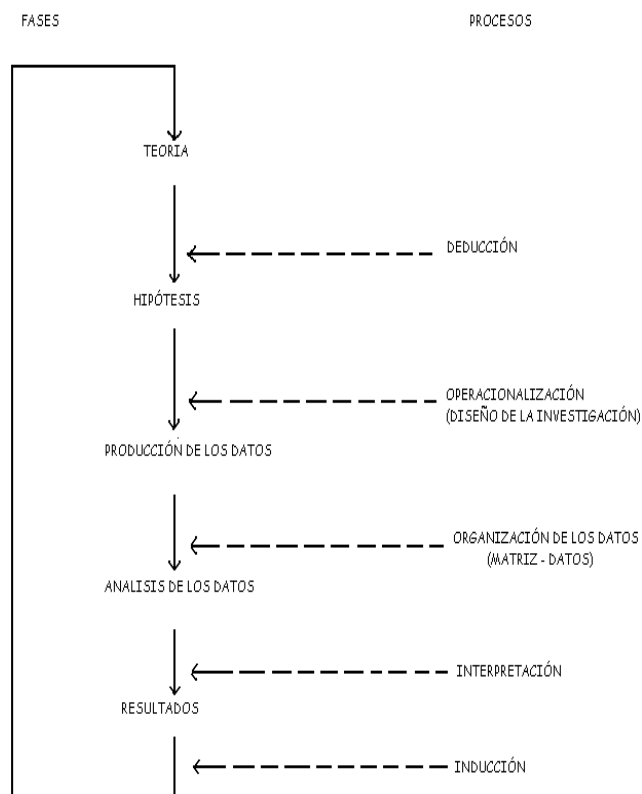 FASES PROCESOS
TEORIA
DEDUCCIÓN
HIPÓTESIS
OPERACIONALIZACIÓN
(DISEÑO DE LA INVESTIGACIÓN)
PRODUCCIÓN DE LOS DATOS
ORGANIZACIÓN DE LOS DATOS
(MATRIZ - DATOS)
ANALISIS DE LOS DATOS
INTERPRETACIÓN
RESULTADOS
INDUCCIÓN